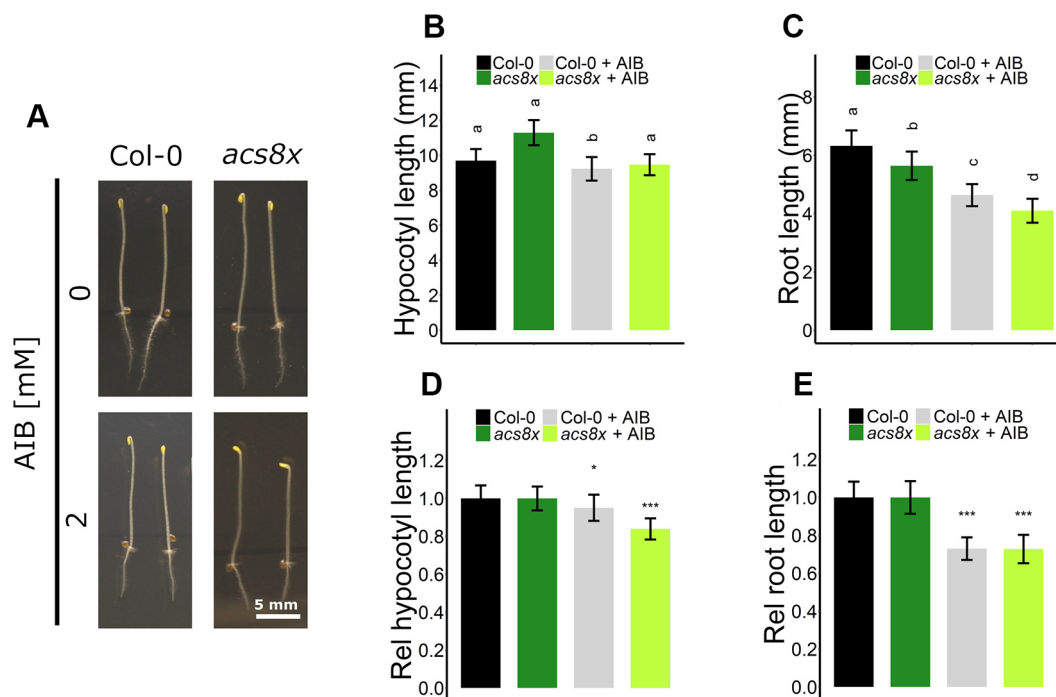 A
Col-0 acs8x
AIB [mM]
0
2
5 mm
B
Col-0 Col-0 + AIB
acs8x acs8x + AIB
Hypocotyl length (mm)
14
12
10
8
6
4
2
0
a
a
b
a
C
Col-0 Col-0 + AIB
acs8x acs8x + AIB
Root length (mm)
8
6
4
2
0
a
b
c
d
D
Col-0 Col-0 + AIB
acs8x acs8x + AIB
Rel hypocotyl length
1.2
1.0
0.8
0.6
0.4
0.2
0.0
*
***
E
Col-0 Col-0 + AIB
acs8x acs8x + AIB
Rel root length
1.2
1.0
0.8
0.6
0.4
0.2
0.0
***
***